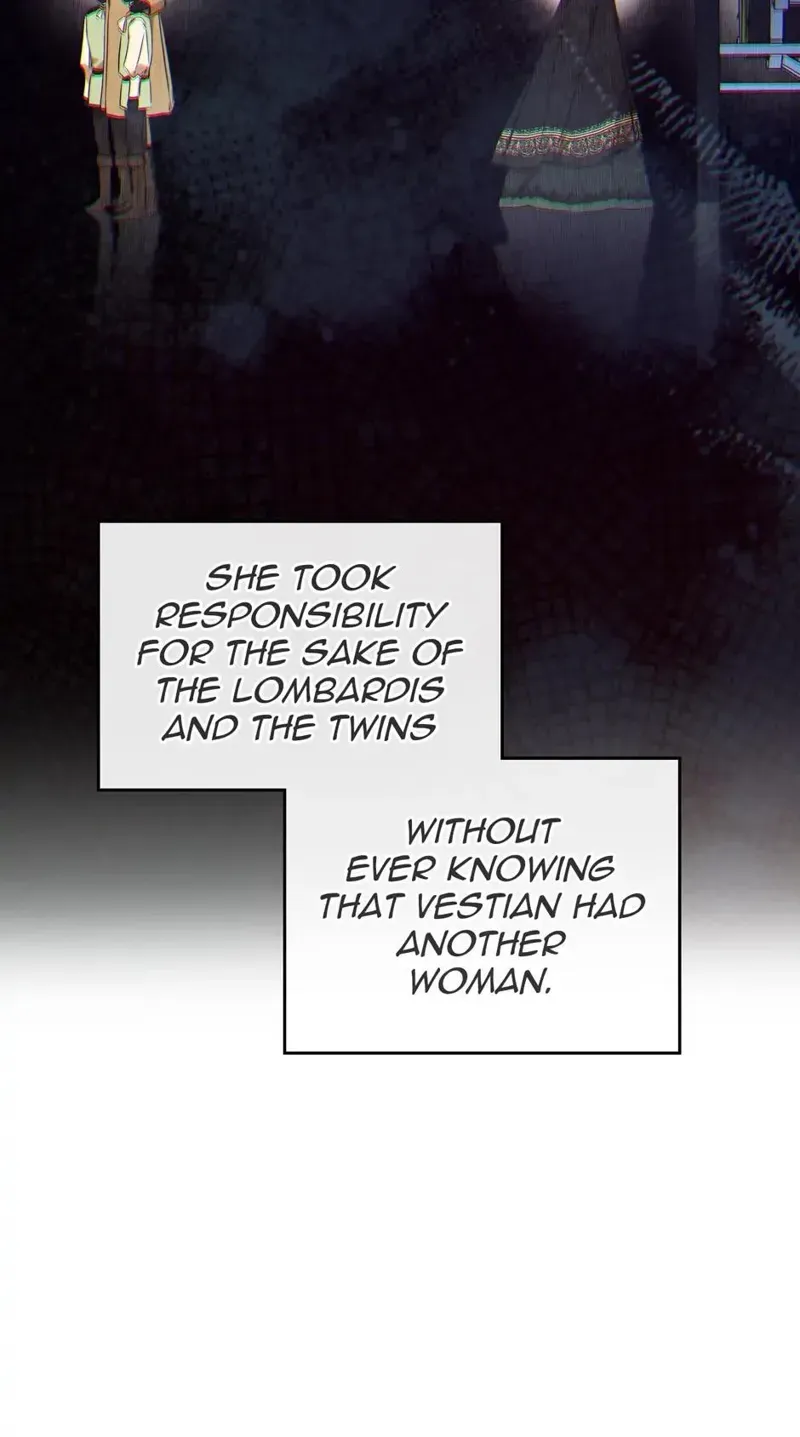 SHE TOOK
RESPONSIBILITY
FOR THE SAKE OF
THE LOMBARDIS
AND THE TWINS
WITHOUT
EVER KNOWING
THAT VESTIAN HAD
ANOTHER
WOMAN.